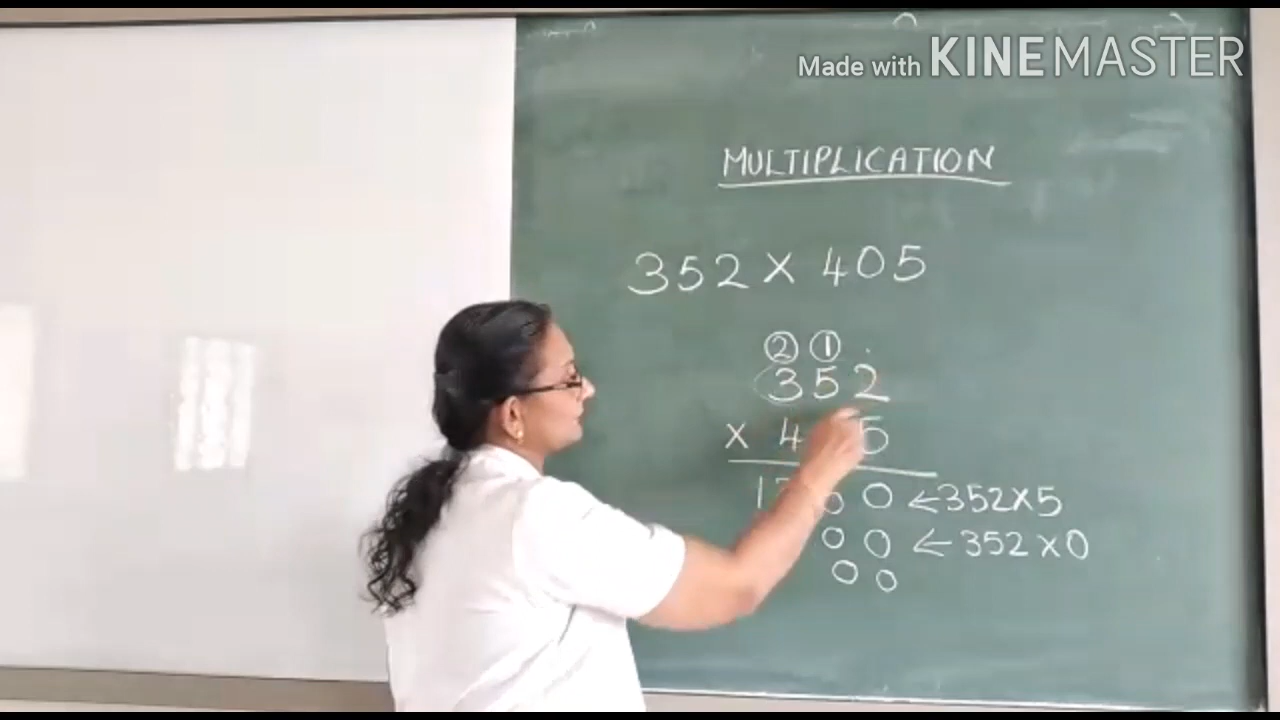 Made with KINEMASTER
MULTIPLICATION
352 X 405
② ①
352
X 4 5
1 6 0 ← 352 X 5
0 0 ← 352 X 0
0 0